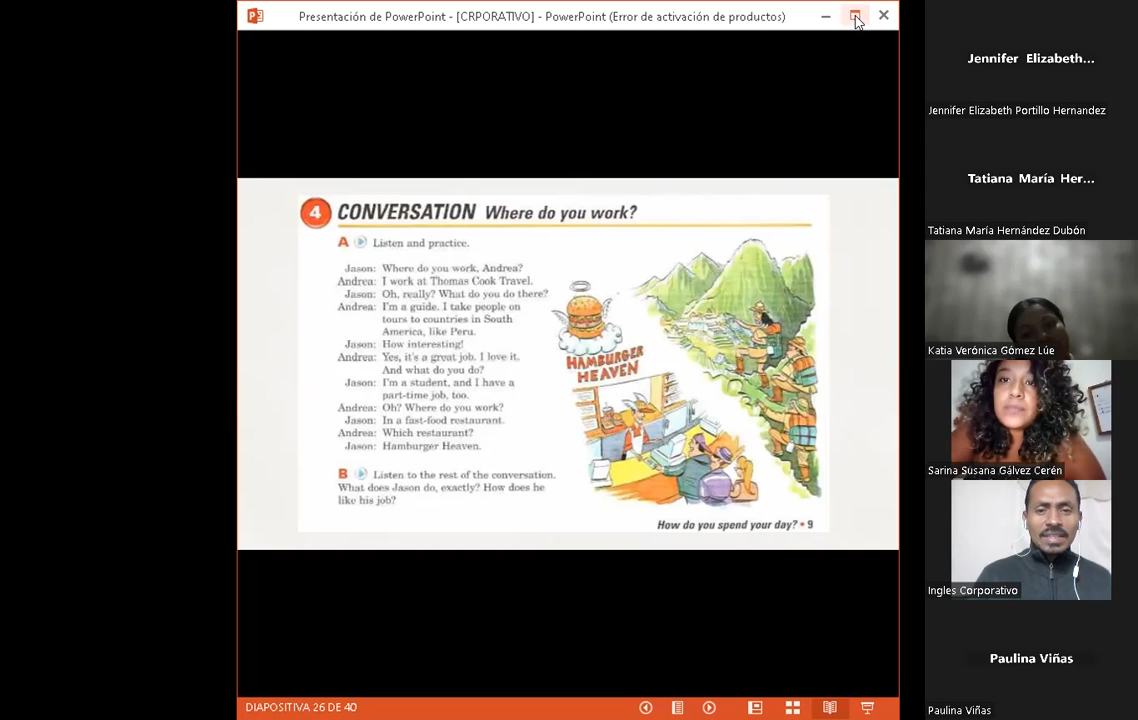 Presentación de PowerPoint - [CRPORATIVO] - PowerPoint (Error de activación de productos)
4 CONVERSATION Where do you work?
A Listen and practice.
Jason: Where do you work, Andrea?
Andrea: I work at Thomas Cook Travel.
Jason: Oh, really? What do you do there?
Andrea: I'm a guide. I take people on
tours to countries in South
America, like Peru.
Jason: How interesting!
Andrea: Yes, it's a great job. I love it.
And what do you do?
Jason: I'm a student, and I have a
part-time job, too.
Andrea: Oh? Where do you work?
Jason: In a fast-food restaurant.
Andrea: Which restaurant?
Jason: Hamburger Heaven.
B Listen to the rest of the conversation.
What does Jason do, exactly? How does he
like his job?
HAMBURGER
HEAVEN
How do you spend your day? • 9
DIAPOSITIVA 26 DE 40
Jennifer Elizabeth...
Jennifer Elizabeth Portillo Hernandez
Tatiana María Her...
Tatiana María Hernández Dubón
Katia Verónica Gómez Lúe
Sarina Susana Gálvez Cerén
Ingles Corporativo
Paulina Viñas
Paulina Viñas